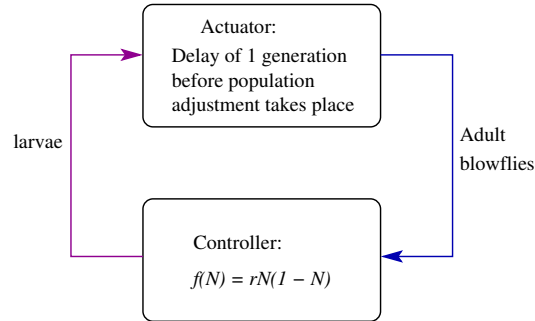 Actuator:
Delay of 1 generation
before population
adjustment takes place
larvae
Adult
blowflies
Controller:
f(N) = rN(1 − N)